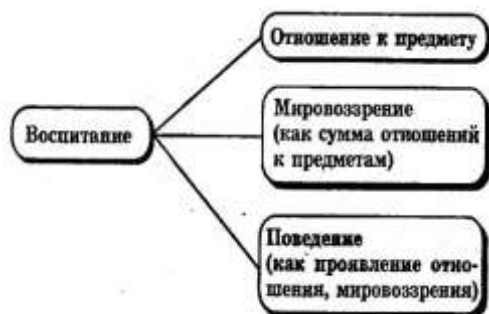 Отношение к предмету
Воспитание
Мировоззрение
(как сумма отношений
к предметам)
Поведение
(как проявление отно-
шения, мировоззрения)